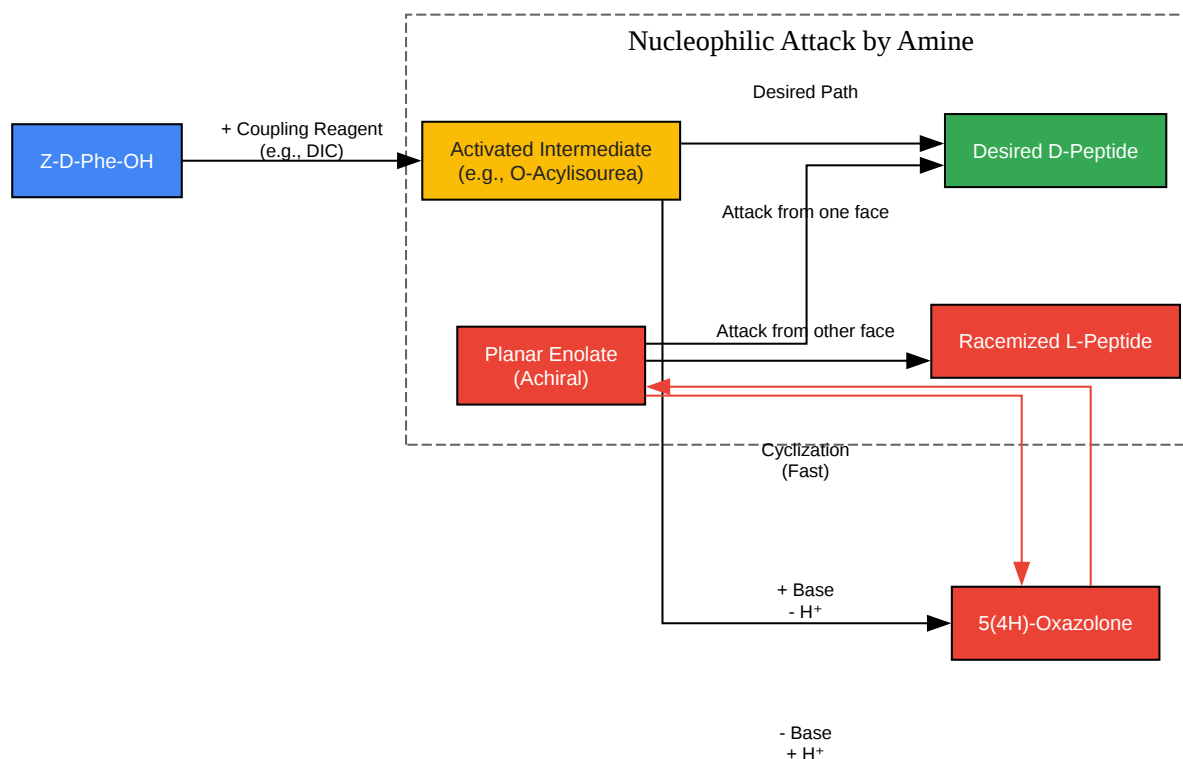 Nucleophilic Attack by Amine
Desired Path
+ Coupling Reagent
(e.g., DIC)
Z-D-Phe-OH
Activated Intermediate
(e.g., O-Acylisourea)
Desired D-Peptide
Attack from one face
Attack from other face
Racemized L-Peptide
Planar Enolate
(Achiral)
Cyclization
(Fast)
+ Base
- H⁺
5(4H)-Oxazolone
- Base
+ H⁺